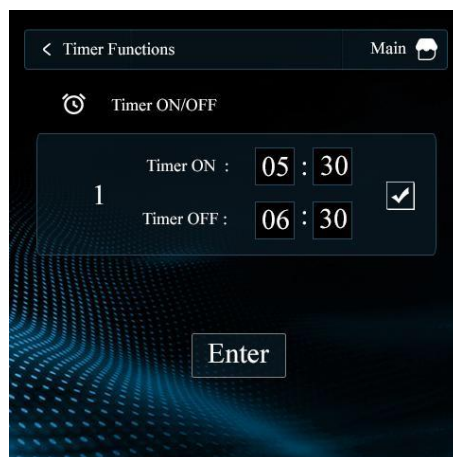 < Timer Functions Main
Timer ON/OFF
Timer ON : 05 : 30
1
Timer OFF : 06 : 30
Enter